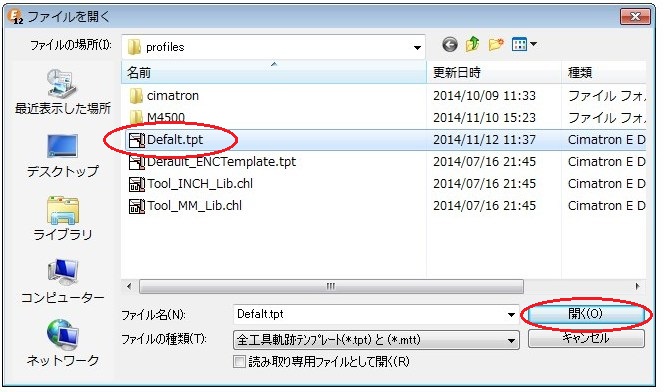 E12 ファイルを開く
ファイルの場所(I): profiles
名前 更新日時 種類
cimatron 2014/10/09 11:33 ファイル フォル
M4500 2014/11/10 15:23 ファイル フォル
Defalt.tpt 2014/11/12 11:37 Cimatron E D
Default_ENCTemplate.tpt 2014/07/16 21:45 Cimatron E D
Tool_INCH_Lib.chl 2014/07/16 21:45 Cimatron E D
Tool_MM_Lib.chl 2014/07/16 21:45 Cimatron E D
最近表示した場所
デスクトップ
ライブラリ
コンピューター
ネットワーク
ファイル名(N): Defalt.tpt 開く(O)
ファイルの種類(T): 全工具軌跡テンプレート(*.tpt) と (*.mtt) キャンセル
読み取り専用ファイルとして開く(R)